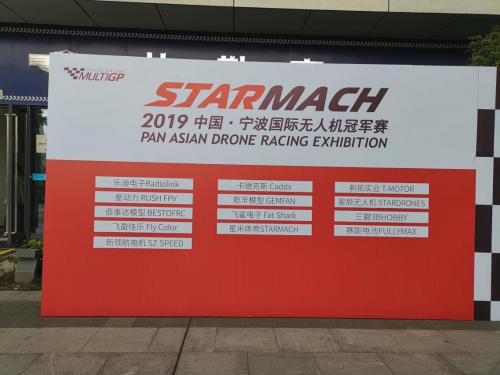 DRONE RACING
MULTIGP
STARMACH
2019 中国·宁波国际无人机冠军赛
PAN ASIAN DRONE RACING EXHIBITION
乐迪电子Radiolink
星动力 RUSH FPV
佰事达模型 BESTOFRC
飞盈佳乐 Fly Color
新领航电机 SZ SPEED
卡德克斯 Caddx
乾丰模型 GEMFAN
飞鲨电子 Fat Shark
星米体育STARMACH
新拓实业 T-MOTOR
星辰无人机 STARDRONES
三碧3BHOBBY
赛能电池FULLYMAX